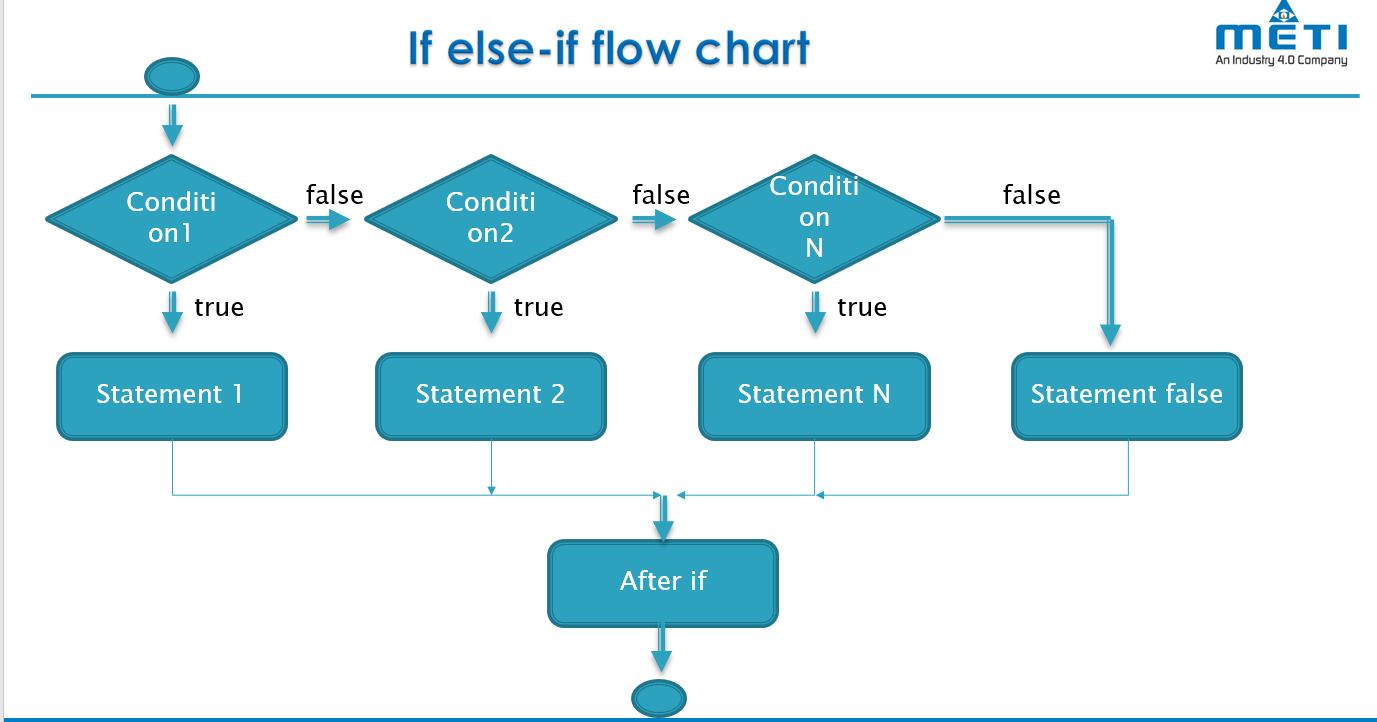 If else-if flow chart
METI
An Industry 4.0 Company
Conditi
on1
false
Conditi
on2
false
Conditi
on
N
false
true
true
true
Statement 1
Statement 2
Statement N
Statement false
After if